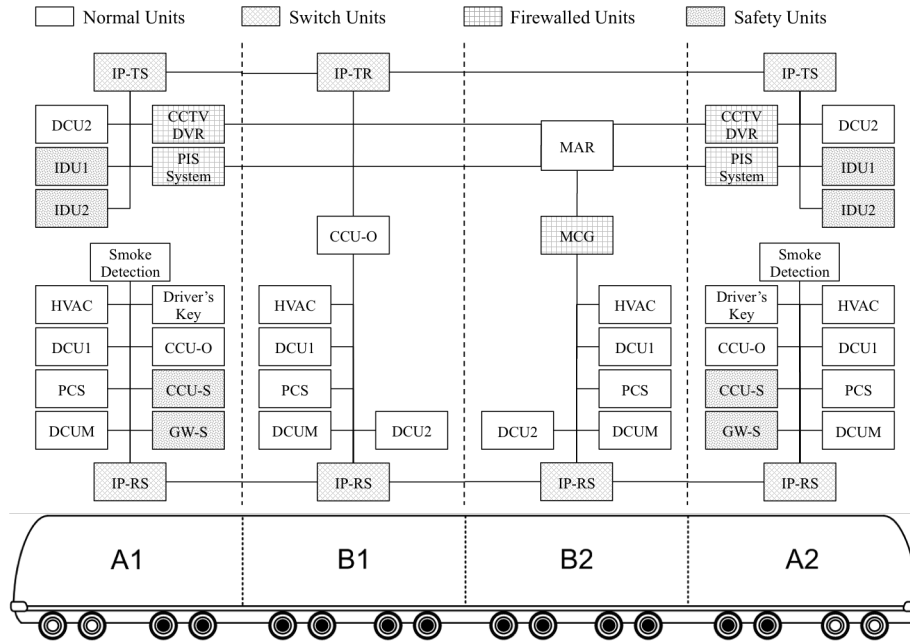 Normal Units
Switch Units
Firewalled Units
Safety Units
IP-TS
IP-TR
IP-TS
DCU2
CCTV
DVR
CCTV
DVR
DCU2
MAR
IDU1
PIS
System
PIS
System
IDU1
IDU2
IDU2
CCU-O
MCG
Smoke
Detection
Smoke
Detection
HVAC
Driver's
Key
HVAC
HVAC
Driver's
Key
HVAC
DCU1
CCU-O
DCU1
DCU1
CCU-O
DCU1
PCS
CCU-S
PCS
PCS
CCU-S
PCS
DCUM
GW-S
DCUM
DCU2
DCU2
DCUM
GW-S
DCUM
IP-RS
IP-RS
IP-RS
IP-RS
A1
B1
B2
A2